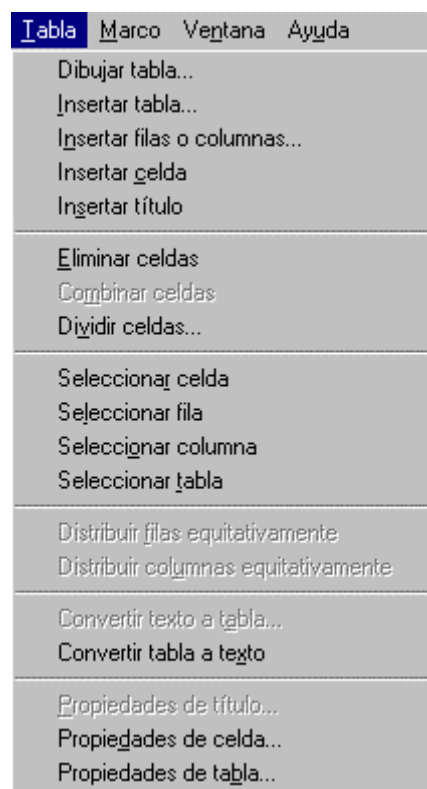 Tabla Marco Ventana Ayuda
Dibujar tabla...
Insertar tabla...
Insertar filas o columnas...
Insertar celda
Insertar título
Eliminar celdas
Combinar celdas
Dividir celdas...
Seleccionar celda
Seleccionar fila
Seleccionar columna
Seleccionar tabla
Distribuir filas equitativamente
Distribuir columnas equitativamente
Convertir texto a tabla...
Convertir tabla a texto
Propiedades de título...
Propiedades de celda...
Propiedades de tabla...